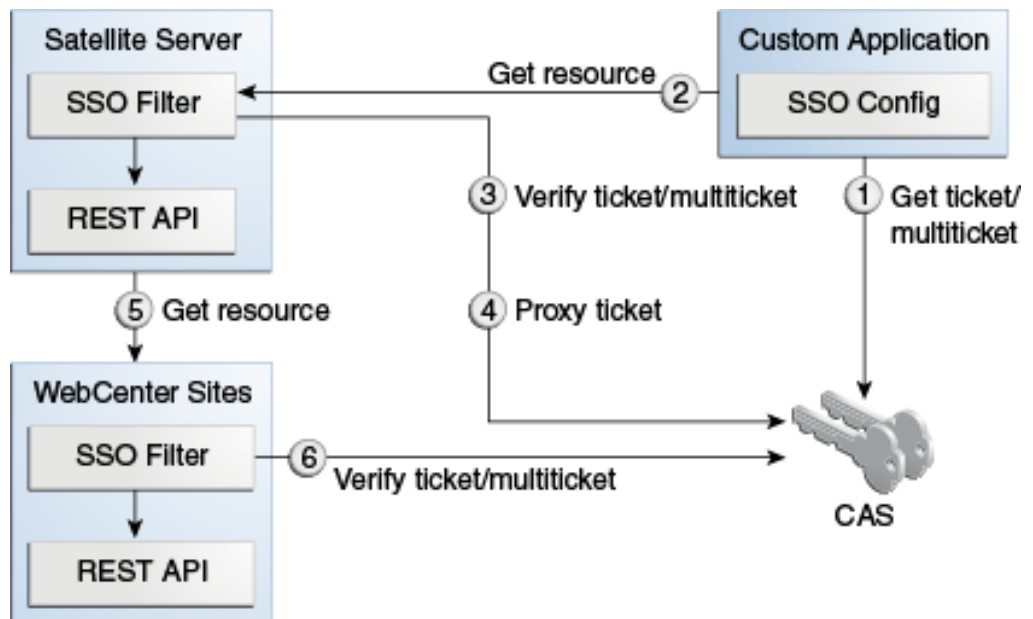 Satellite Server
SSO Filter
REST API
Custom Application
SSO Config
Get resource
2
3
Verify ticket/multiticket
1
Get ticket/
multiticket
4
Proxy ticket
5
Get resource
WebCenter Sites
SSO Filter
REST API
6
Verify ticket/multiticket
CAS